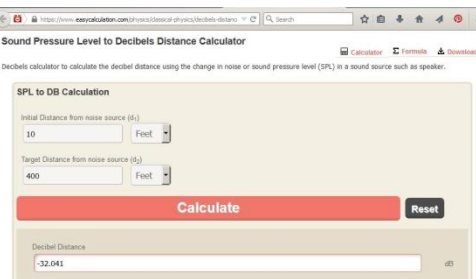 https://www.easycalculation.com/physics/classical-physics/decibels-distanc
Search
Sound Pressure Level to Decibels Distance Calculator
Calculator Σ Formula Download
Decibels calculator to calculate the decibel distance using the change in noise or sound pressure level (SPL) in a sound source such as speaker.
SPL to DB Calculation
Initial Distance from noise source (d₁)
10 Feet
Target Distance from noise source (d₂)
400 Feet
Calculate Reset
Decibel Distance
-32.041 dB